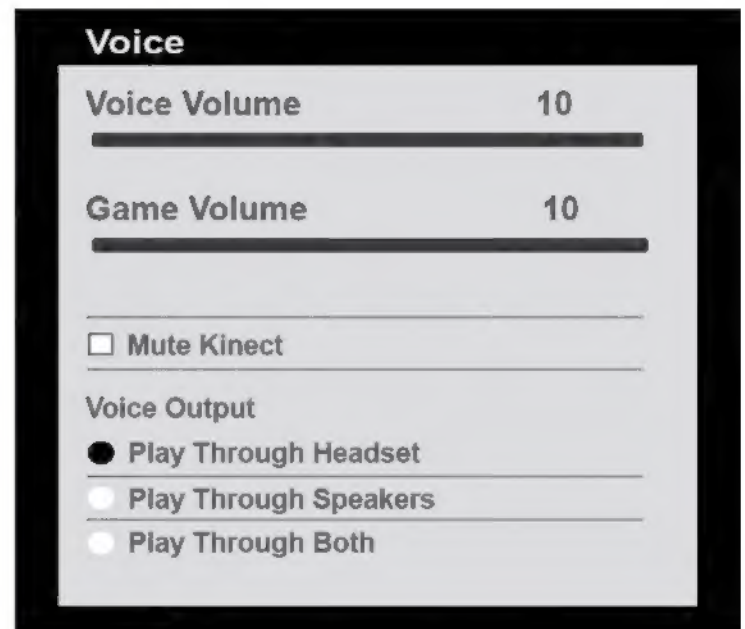 Voice
Voice Volume 10
Game Volume 10
Mute Kinect
Voice Output
Play Through Headset
Play Through Speakers
Play Through Both